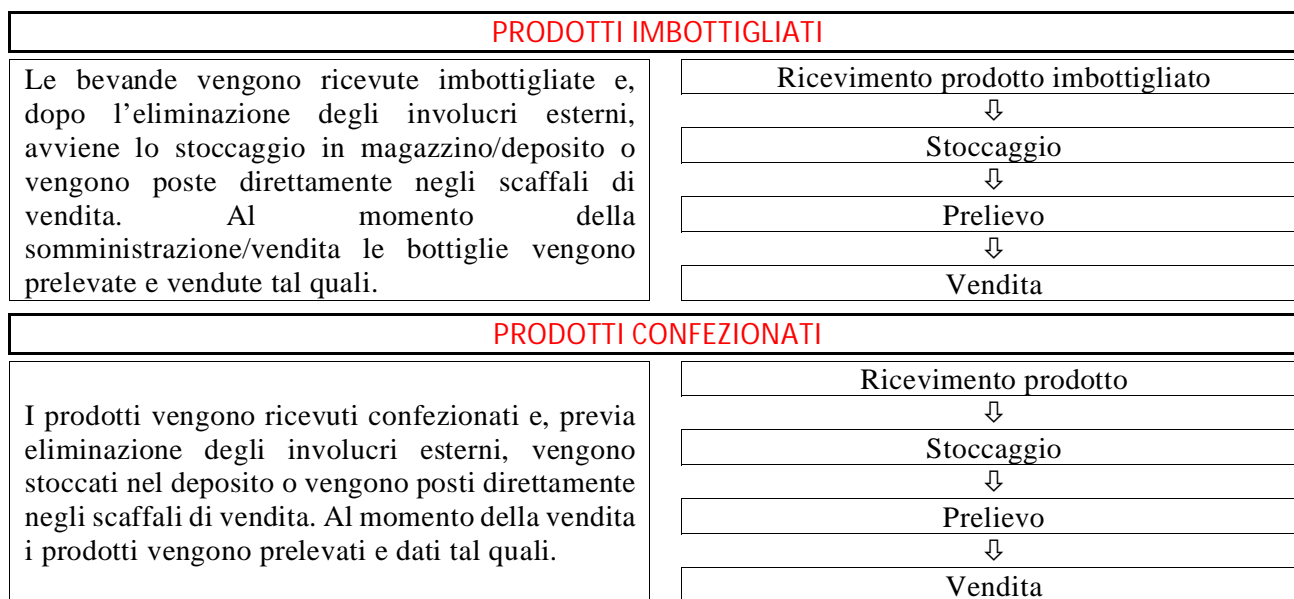 PRODOTTI IMBOTTIGLIATI
Le bevande vengono ricevute imbottigliate e,
dopo l’eliminazione degli involucri esterni,
avviene lo stoccaggio in magazzino/deposito o
vengono poste direttamente negli scaffali di
vendita. Al momento della
somministrazione/vendita le bottiglie vengono
prelevate e vendute tal quali.
Ricevimento prodotto imbottigliato
⇩
Stoccaggio
⇩
Prelievo
⇩
Vendita
PRODOTTI CONFEZIONATI
I prodotti vengono ricevuti confezionati e, previa
eliminazione degli involucri esterni, vengono
stoccati nel deposito o vengono posti direttamente
negli scaffali di vendita. Al momento della vendita
i prodotti vengono prelevati e dati tal quali.
Ricevimento prodotto
⇩
Stoccaggio
⇩
Prelievo
⇩
Vendita